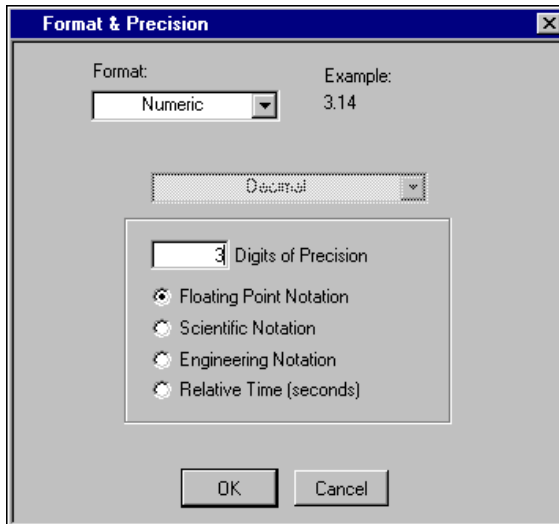 Format & Precision
Format:
Example:
Numeric
3.14
Decimal
3 Digits of Precision
Floating Point Notation
Scientific Notation
Engineering Notation
Relative Time (seconds)
OK
Cancel